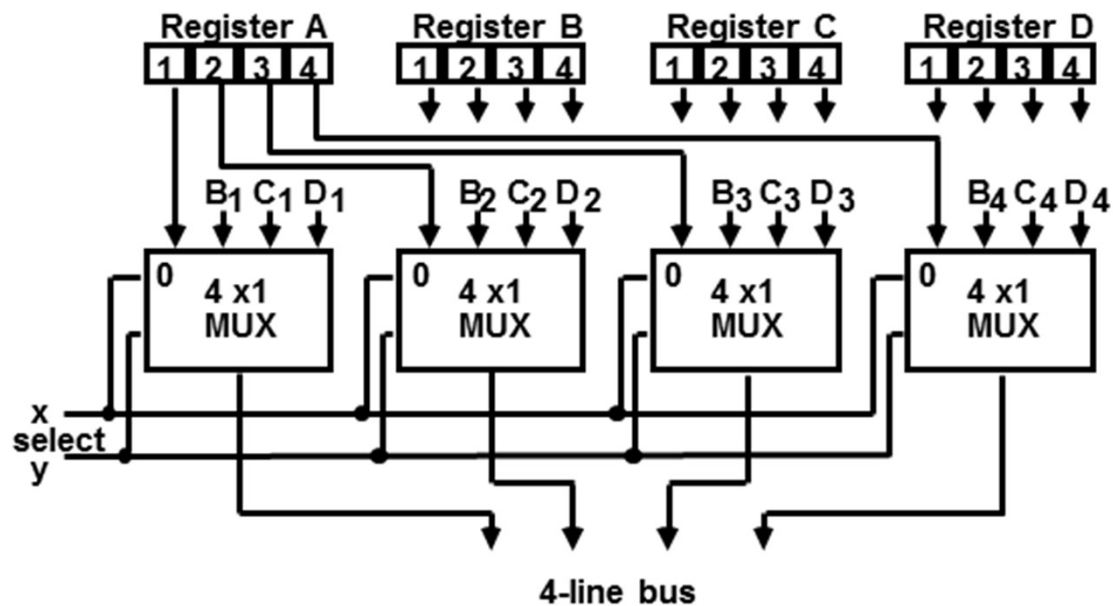 Register A Register B Register C Register D
1 2 3 4 1 2 3 4 1 2 3 4 1 2 3 4
B1 C1 D1 B2 C2 D2 B3 C3 D3 B4 C4 D4
0 0 0 0
4 x1 4 x1 4 x1 4 x1
MUX MUX MUX MUX
x
select
y
4-line bus